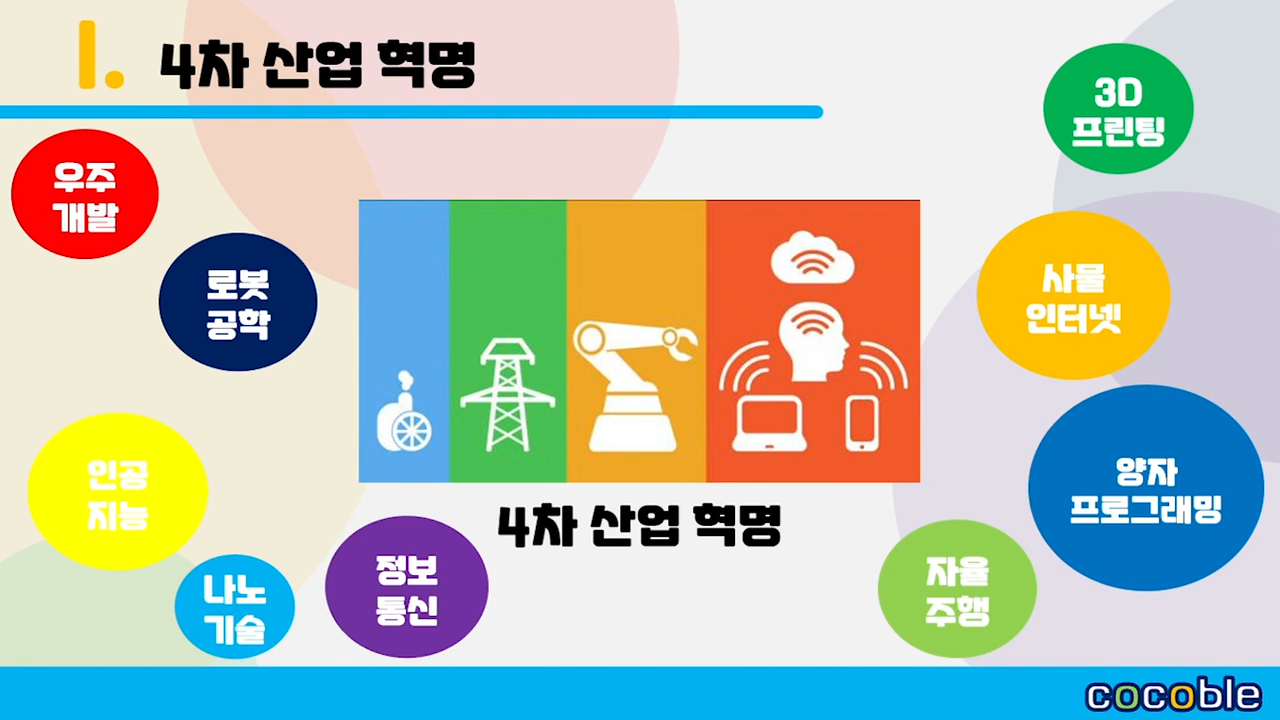 I. 4차 산업 혁명
3D
프린팅
우주
개발
로봇
공학
사물
인터넷
인공
지능
양자
프로그래밍
4차 산업 혁명
정보
통신
자율
주행
나노
기술
cocoble